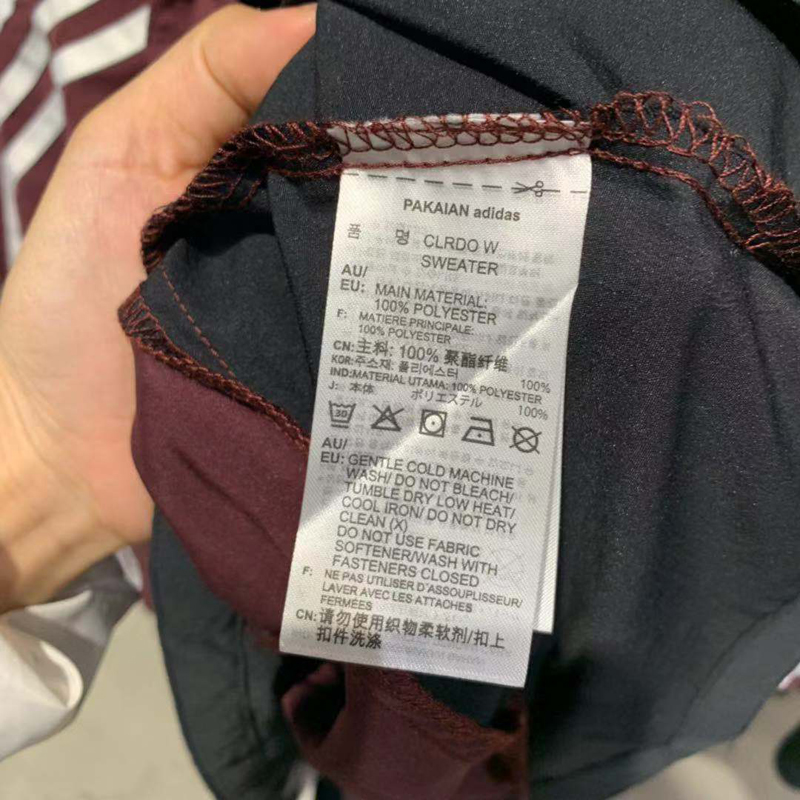 PAKAIAN adidas
품 명 CLRDO W
SWEATER
AU/
EU: MAIN MATERIAL:
100% POLYESTER
F: MATIERE PRINCIPALE:
100% POLYESTER
CN:主料: 100% 聚酯纤维
KOR:주소재: 폴리에스터 100%
IND:MATERIAL UTAMA: 100% POLYESTER
J: 本体 ポリエステル 100%
30
AU/
EU: GENTLE COLD MACHINE
WASH/ DO NOT BLEACH/
TUMBLE DRY LOW HEAT/
COOL IRON/ DO NOT DRY
CLEAN (X)
DO NOT USE FABRIC
SOFTENER/WASH WITH
FASTENERS CLOSED
F: NE PAS UTILISER D'ASSOUPLISSEUR/
LAVER AVEC LES ATTACHES
FERMÉES
CN:请勿使用织物柔软剂/扣上
扣件洗涤